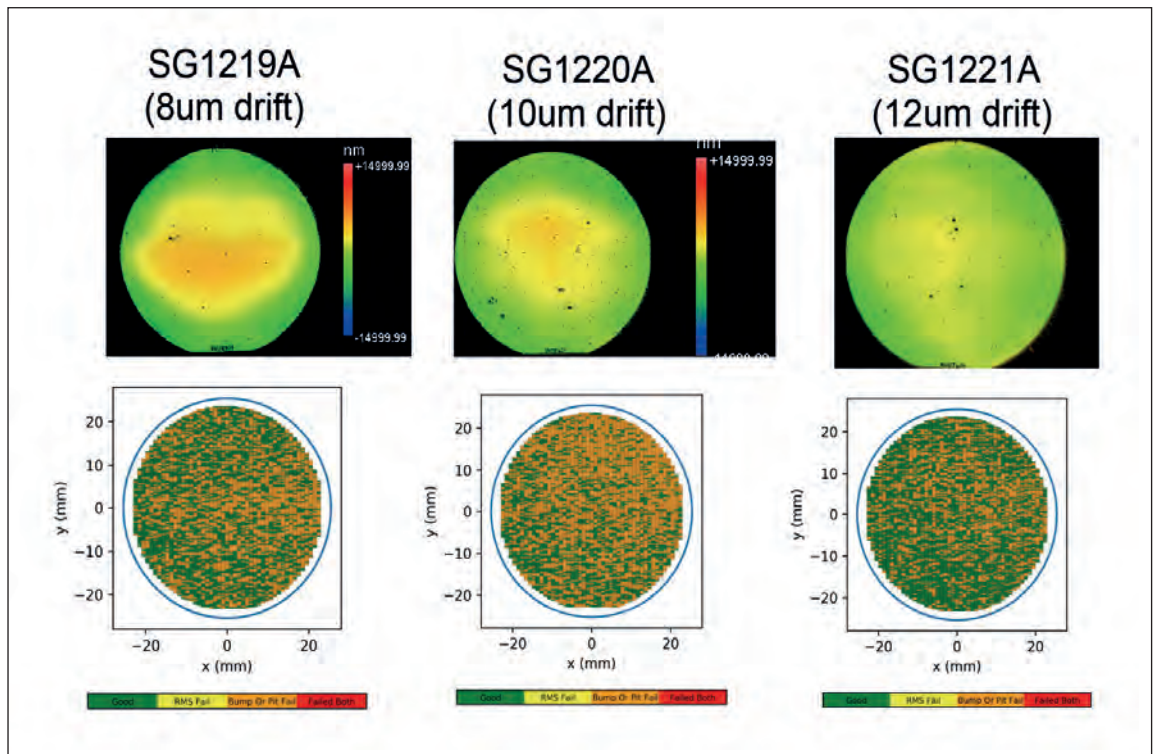 SG1219A
(8um drift)
SG1220A
(10um drift)
SG1221A
(12um drift)
nm
+14999.99
-14999.99
nm
+14999.99
-14999.99
20
10
0
−10
−20
y (mm)
−20
0
20
x (mm)
20
10
0
−10
−20
y (mm)
−20
0
20
x (mm)
20
10
0
−10
−20
y (mm)
−20
0
20
x (mm)
Good RMS Fail Bump Or Pit Fail Failed Both
Good RMS Fail Bump Or Pit Fail Failed Both
Good RMS Fail Bump Or Pit Fail Failed Both